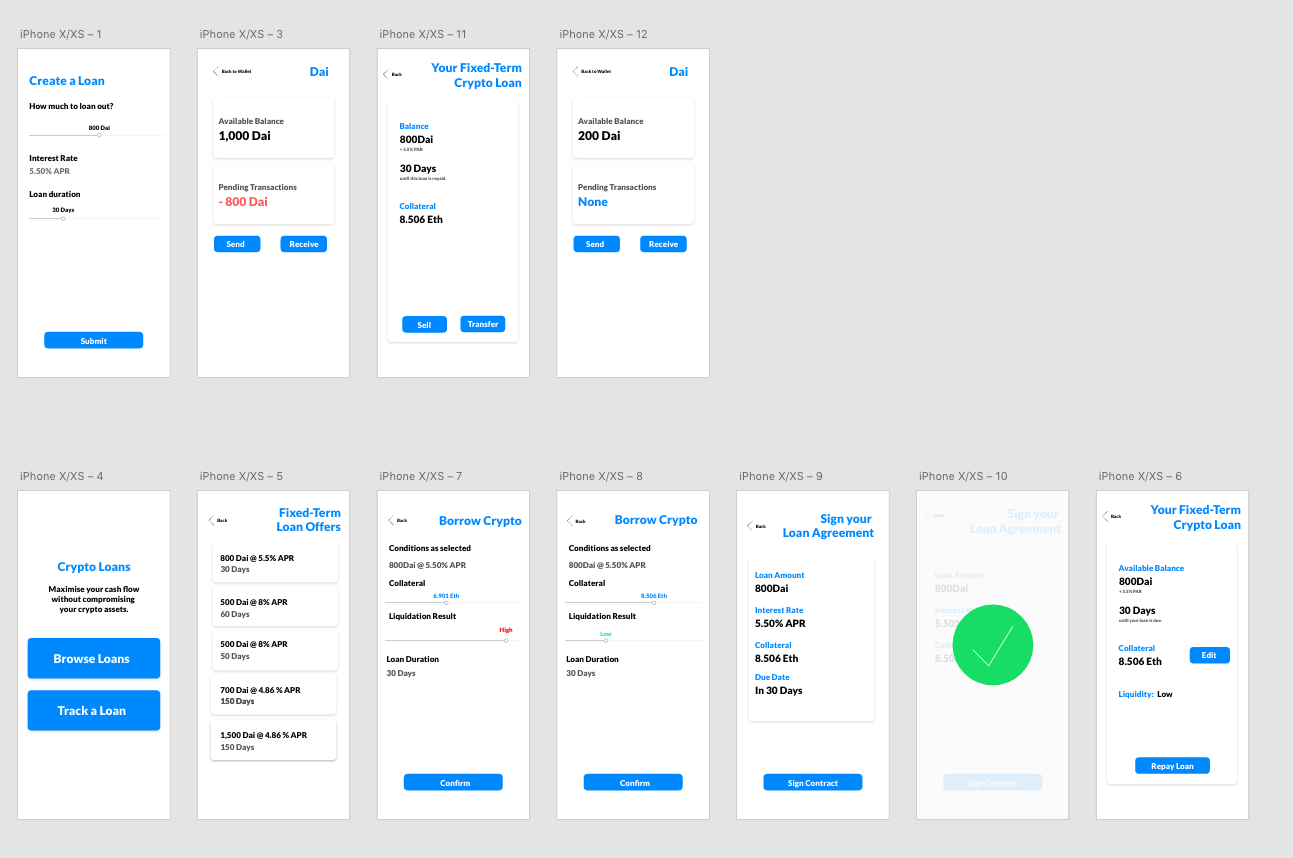 iPhone X/XS – 1
Create a Loan
How much to loan out?
800 Dai
Interest Rate
5.50% APR
Loan duration
30 Days
Submit
iPhone X/XS – 3
Back to Wallet
Dai
Available Balance
1,000 Dai
Pending Transactions
- 800 Dai
Send
Receive
iPhone X/XS – 11
Back
Your Fixed-Term
Crypto Loan
Balance
800Dai
+ 5.5% PAR
30 Days
until this loan is repaid.
Collateral
8.506 Eth
Sell
Transfer
iPhone X/XS – 12
Back to Wallet
Dai
Available Balance
200 Dai
Pending Transactions
None
Send
Receive
iPhone X/XS – 4
Crypto Loans
Maximise your cash flow
without compromising
your crypto assets.
Browse Loans
Track a Loan
iPhone X/XS – 5
Back
Fixed-Term
Loan Offers
800 Dai @ 5.5% APR
30 Days
500 Dai @ 8% APR
60 Days
500 Dai @ 8% APR
50 Days
700 Dai @ 4.86 % APR
150 Days
1,500 Dai @ 4.86 % APR
150 Days
iPhone X/XS – 7
Back
Borrow Crypto
Conditions as selected
800Dai @ 5.50% APR
Collateral
6.901 Eth
Liquidation Result
High
Loan Duration
30 Days
Confirm
iPhone X/XS – 8
Back
Borrow Crypto
Conditions as selected
800Dai @ 5.50% APR
Collateral
8.506 Eth
Liquidation Result
Low
Loan Duration
30 Days
Confirm
iPhone X/XS – 9
Back
Sign your
Loan Agreement
Loan Amount
800Dai
Interest Rate
5.50% APR
Collateral
8.506 Eth
Due Date
In 30 Days
Sign Contract
iPhone X/XS – 10
Back
Sign your
Loan Agreement
Loan Amount
800Dai
Interest
5.50
Colla
8.50
Sign Contract
iPhone X/XS – 6
Back
Your Fixed-Term
Crypto Loan
Available Balance
800Dai
+ 5.5% PAR
30 Days
until your loan is due.
Collateral
8.506 Eth
Edit
Liquidity: Low
Repay Loan